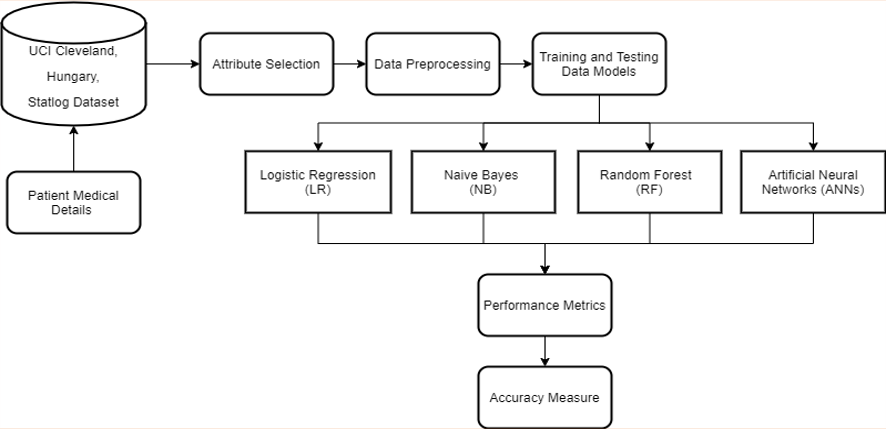 UCI Cleveland,
Hungary,
Statlog Dataset
Attribute Selection
Data Preprocessing
Training and Testing
Data Models
Patient Medical
Details
Logistic Regression
(LR)
Naive Bayes
(NB)
Random Forest
(RF)
Artificial Neural
Networks (ANNs)
Performance Metrics
Accuracy Measure